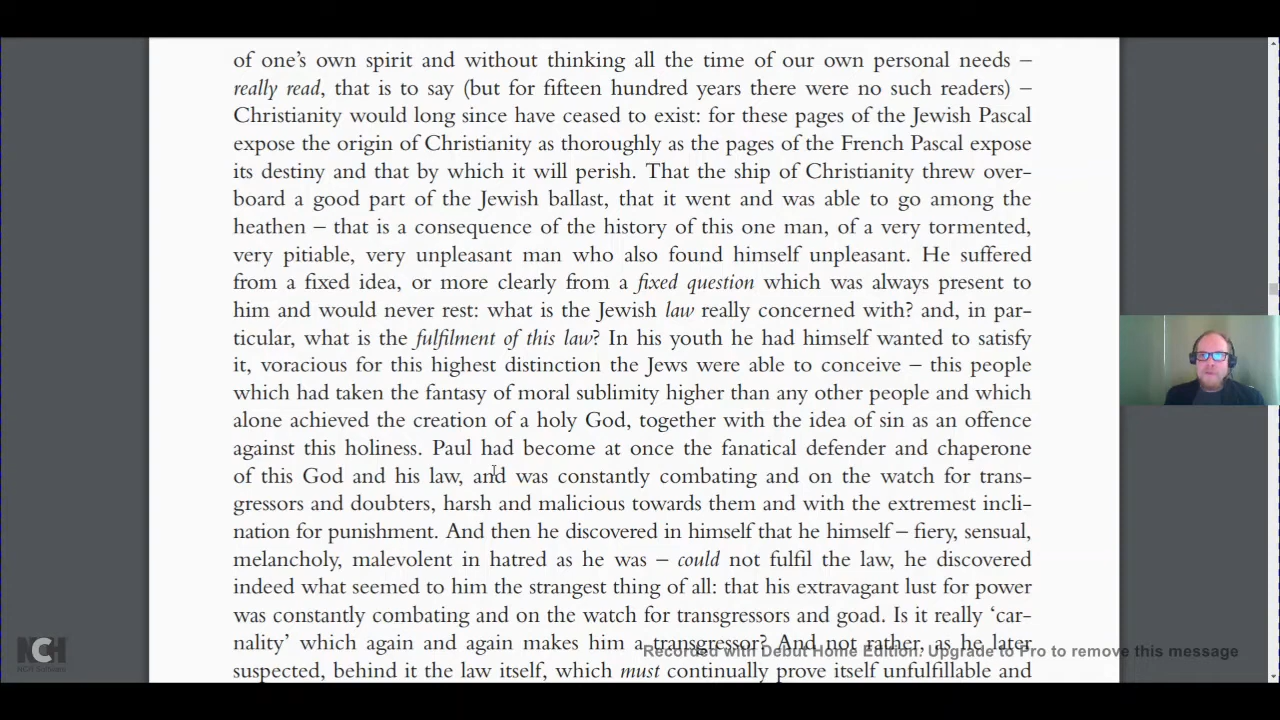 of one’s own spirit and without thinking all the time of our own personal needs –
really read, that is to say (but for fifteen hundred years there were no such readers) –
Christianity would long since have ceased to exist: for these pages of the Jewish Pascal
expose the origin of Christianity as thoroughly as the pages of the French Pascal expose
its destiny and that by which it will perish. That the ship of Christianity threw over-
board a good part of the Jewish ballast, that it went and was able to go among the
heathen – that is a consequence of the history of this one man, of a very tormented,
very pitiable, very unpleasant man who also found himself unpleasant. He suffered
from a fixed idea, or more clearly from a fixed question which was always present to
him and would never rest: what is the Jewish law really concerned with? and, in par-
ticular, what is the fulfilment of this law? In his youth he had himself wanted to satisfy
it, voracious for this highest distinction the Jews were able to conceive – this people
which had taken the fantasy of moral sublimity higher than any other people and which
alone achieved the creation of a holy God, together with the idea of sin as an offence
against this holiness. Paul had become at once the fanatical defender and chaperone
of this God and his law, and was constantly combating and on the watch for trans-
gressors and doubters, harsh and malicious towards them and with the extremest incli-
nation for punishment. And then he discovered in himself that he himself – fiery, sensual,
melancholy, malevolent in hatred as he was – could not fulfil the law, he discovered
indeed what seemed to him the strangest thing of all: that his extravagant lust for power
was constantly combating and on the watch for transgressors and goad. Is it really ‘car-
nality’ which again and again makes him a transgressor? And not rather, as he later
suspected, behind it the law itself, which must continually prove itself unfulfillable and
Recorded with Debut Home Edition. Upgrade to Pro to remove this message
NCH
NCH Software